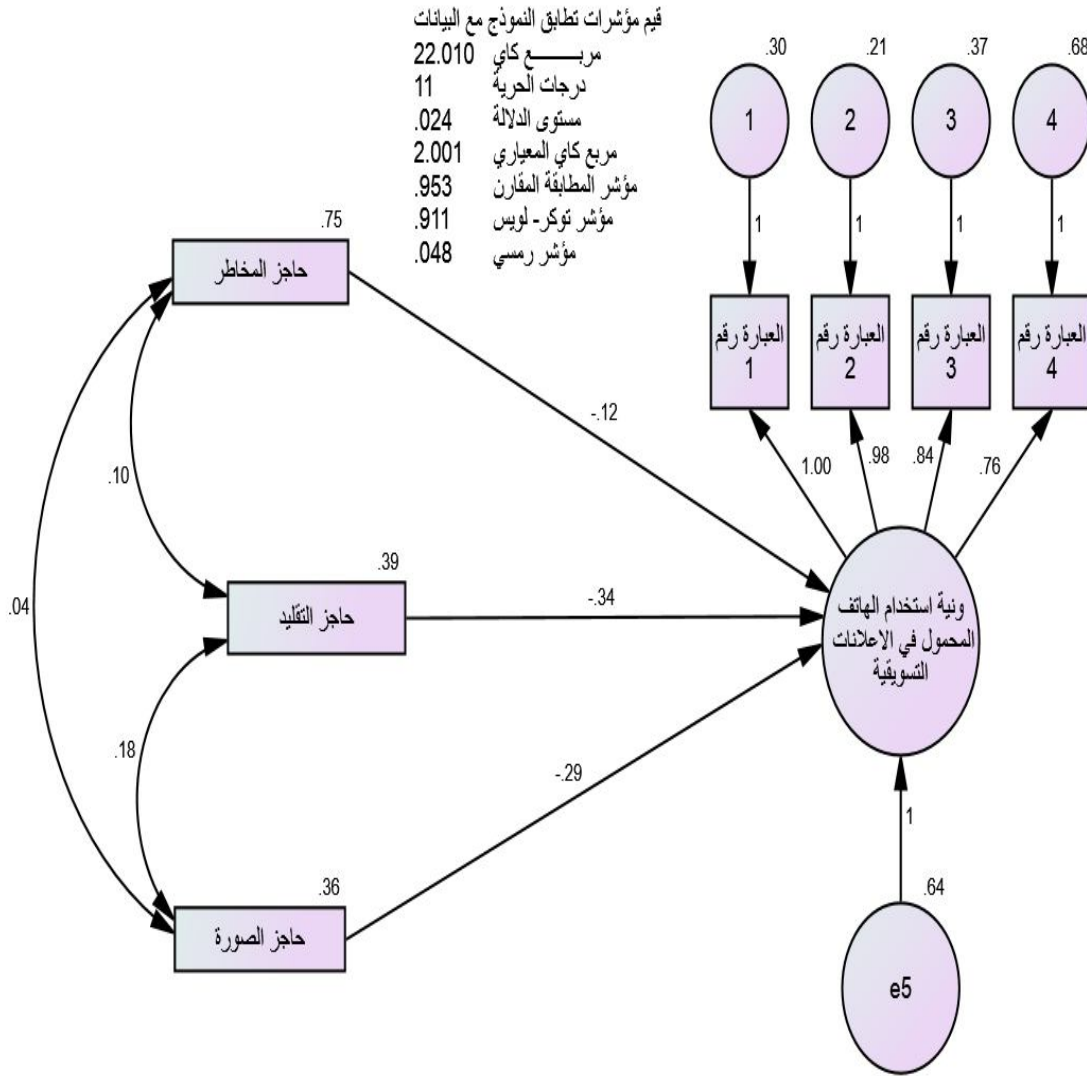 قيم مؤشرات تطابق النموذج مع البيانات
مربـــــــع كاي 22.010
درجات الحرية 11
مستوى الدلالة .024
مربع كاي المعياري 2.001
مؤشر المطابقة المقارن .953
مؤشر توكر- لويس .911
مؤشر رمسي .048
.30
.21
.37
.68
1
2
3
4
1
1
1
1
العبارة رقم
1
العبارة رقم
2
العبارة رقم
3
العبارة رقم
4
1.00
.98
.84
.76
.75
حاجز المخاطر
-.12
.10
.04
.39
حاجز التقليد
-.34
.18
.36
حاجز الصورة
-.29
ونية استخدام الهاتف
المحمول في الاعلانات
التسويقية
1
.64
e5